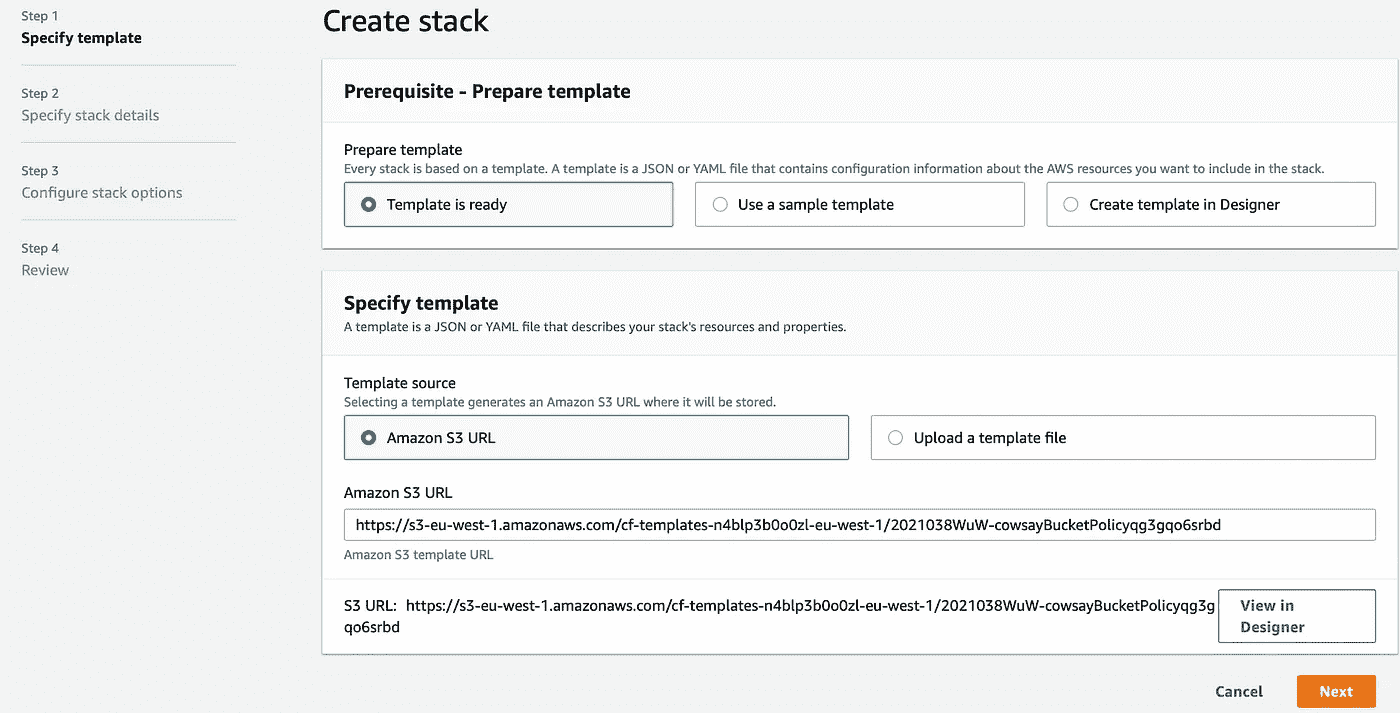 Step 1
Specify template
Step 2
Specify stack details
Step 3
Configure stack options
Step 4
Review
Create stack
Prerequisite - Prepare template
Prepare template
Every stack is based on a template. A template is a JSON or YAML file that contains configuration information about the AWS resources you want to include in the stack.
Template is ready
Use a sample template
Create template in Designer
Specify template
A template is a JSON or YAML file that describes your stack's resources and properties.
Template source
Selecting a template generates an Amazon S3 URL where it will be stored.
Amazon S3 URL
Upload a template file
Amazon S3 URL
https://s3-eu-west-1.amazonaws.com/cf-templates-n4blp3b0o0zl-eu-west-1/2021038WuW-cowsayBucketPolicyqg3gqo6srbd
Amazon S3 template URL
S3 URL: https://s3-eu-west-1.amazonaws.com/cf-templates-n4blp3b0o0zl-eu-west-1/2021038WuW-cowsayBucketPolicyqg3g
qo6srbd
View in
Designer
Cancel
Next